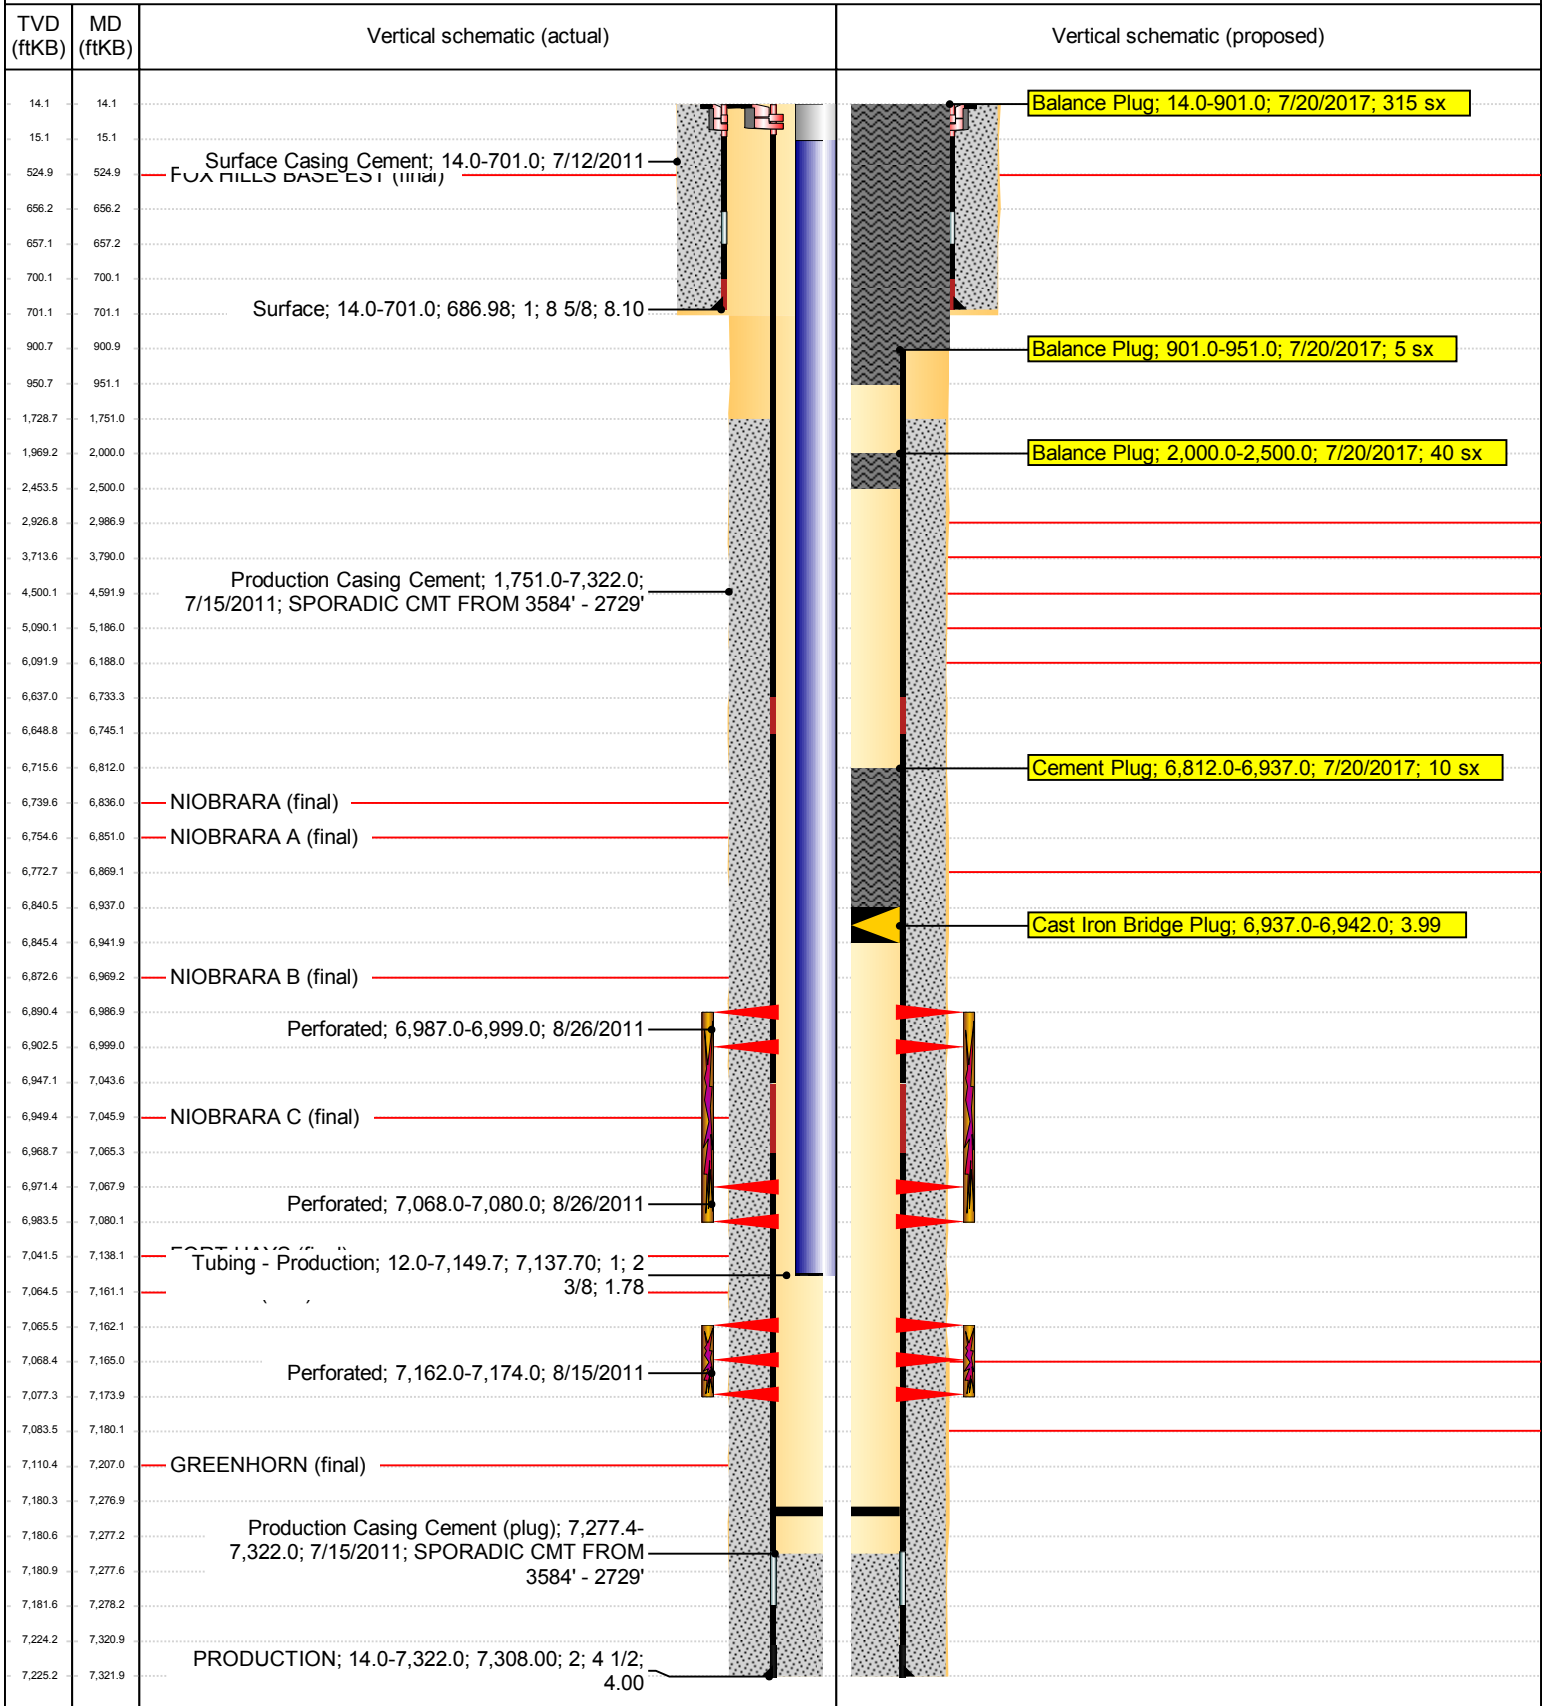 TVD (ftKB)
MD (ftKB)
Vertical schematic (actual)
Vertical schematic (proposed)
14.1 14.1
Balance Plug; 14.0-901.0; 7/20/2017; 315 sx
15.1 15.1
Surface Casing Cement; 14.0-701.0; 7/12/2011
524.9 524.9
FOX HILLS BASE EST (final)
656.2 656.2
657.1 657.2
700.1 700.1
Surface; 14.0-701.0; 686.98; 1; 8 5/8; 8.10
701.1 701.1
900.7 900.9
Balance Plug; 901.0-951.0; 7/20/2017; 5 sx
950.7 951.1
1,728.7 1,751.0
1,969.2 2,000.0
Balance Plug; 2,000.0-2,500.0; 7/20/2017; 40 sx
2,453.5 2,500.0
2,926.8 2,986.9
3,713.6 3,790.0
Production Casing Cement; 1,751.0-7,322.0;
7/15/2011; SPORADIC CMT FROM 3584' - 2729'
4,500.1 4,591.9
5,090.1 5,186.0
6,091.9 6,188.0
6,637.0 6,733.3
6,648.8 6,745.1
6,715.6 6,812.0
Cement Plug; 6,812.0-6,937.0; 7/20/2017; 10 sx
6,739.6 6,836.0
NIOBRARA (final)
6,754.6 6,851.0
NIOBRARA A (final)
6,772.7 6,869.1
6,840.5 6,937.0
Cast Iron Bridge Plug; 6,937.0-6,942.0; 3.99
6,845.4 6,941.9
6,872.6 6,969.2
NIOBRARA B (final)
6,890.4 6,986.9
Perforated; 6,987.0-6,999.0; 8/26/2011
6,902.5 6,999.0
6,947.1 7,043.6
6,949.4 7,045.9
NIOBRARA C (final)
6,968.7 7,065.3
6,971.4 7,067.9
Perforated; 7,068.0-7,080.0; 8/26/2011
6,983.5 7,080.1
7,041.5 7,138.1
FORT HAYS (final)
Tubing - Production; 12.0-7,149.7; 7,137.70; 1; 2
3/8; 1.78
7,064.5 7,161.1
7,065.5 7,162.1
7,068.4 7,165.0
Perforated; 7,162.0-7,174.0; 8/15/2011
7,077.3 7,173.9
7,083.5 7,180.1
7,110.4 7,207.0
GREENHORN (final)
7,180.3 7,276.9
Production Casing Cement (plug); 7,277.4-
7,322.0; 7/15/2011; SPORADIC CMT FROM
3584' - 2729'
7,180.6 7,277.2
7,180.9 7,277.6
7,181.6 7,278.2
7,224.2 7,320.9
PRODUCTION; 14.0-7,322.0; 7,308.00; 2; 4 1/2;
4.00
7,225.2 7,321.9